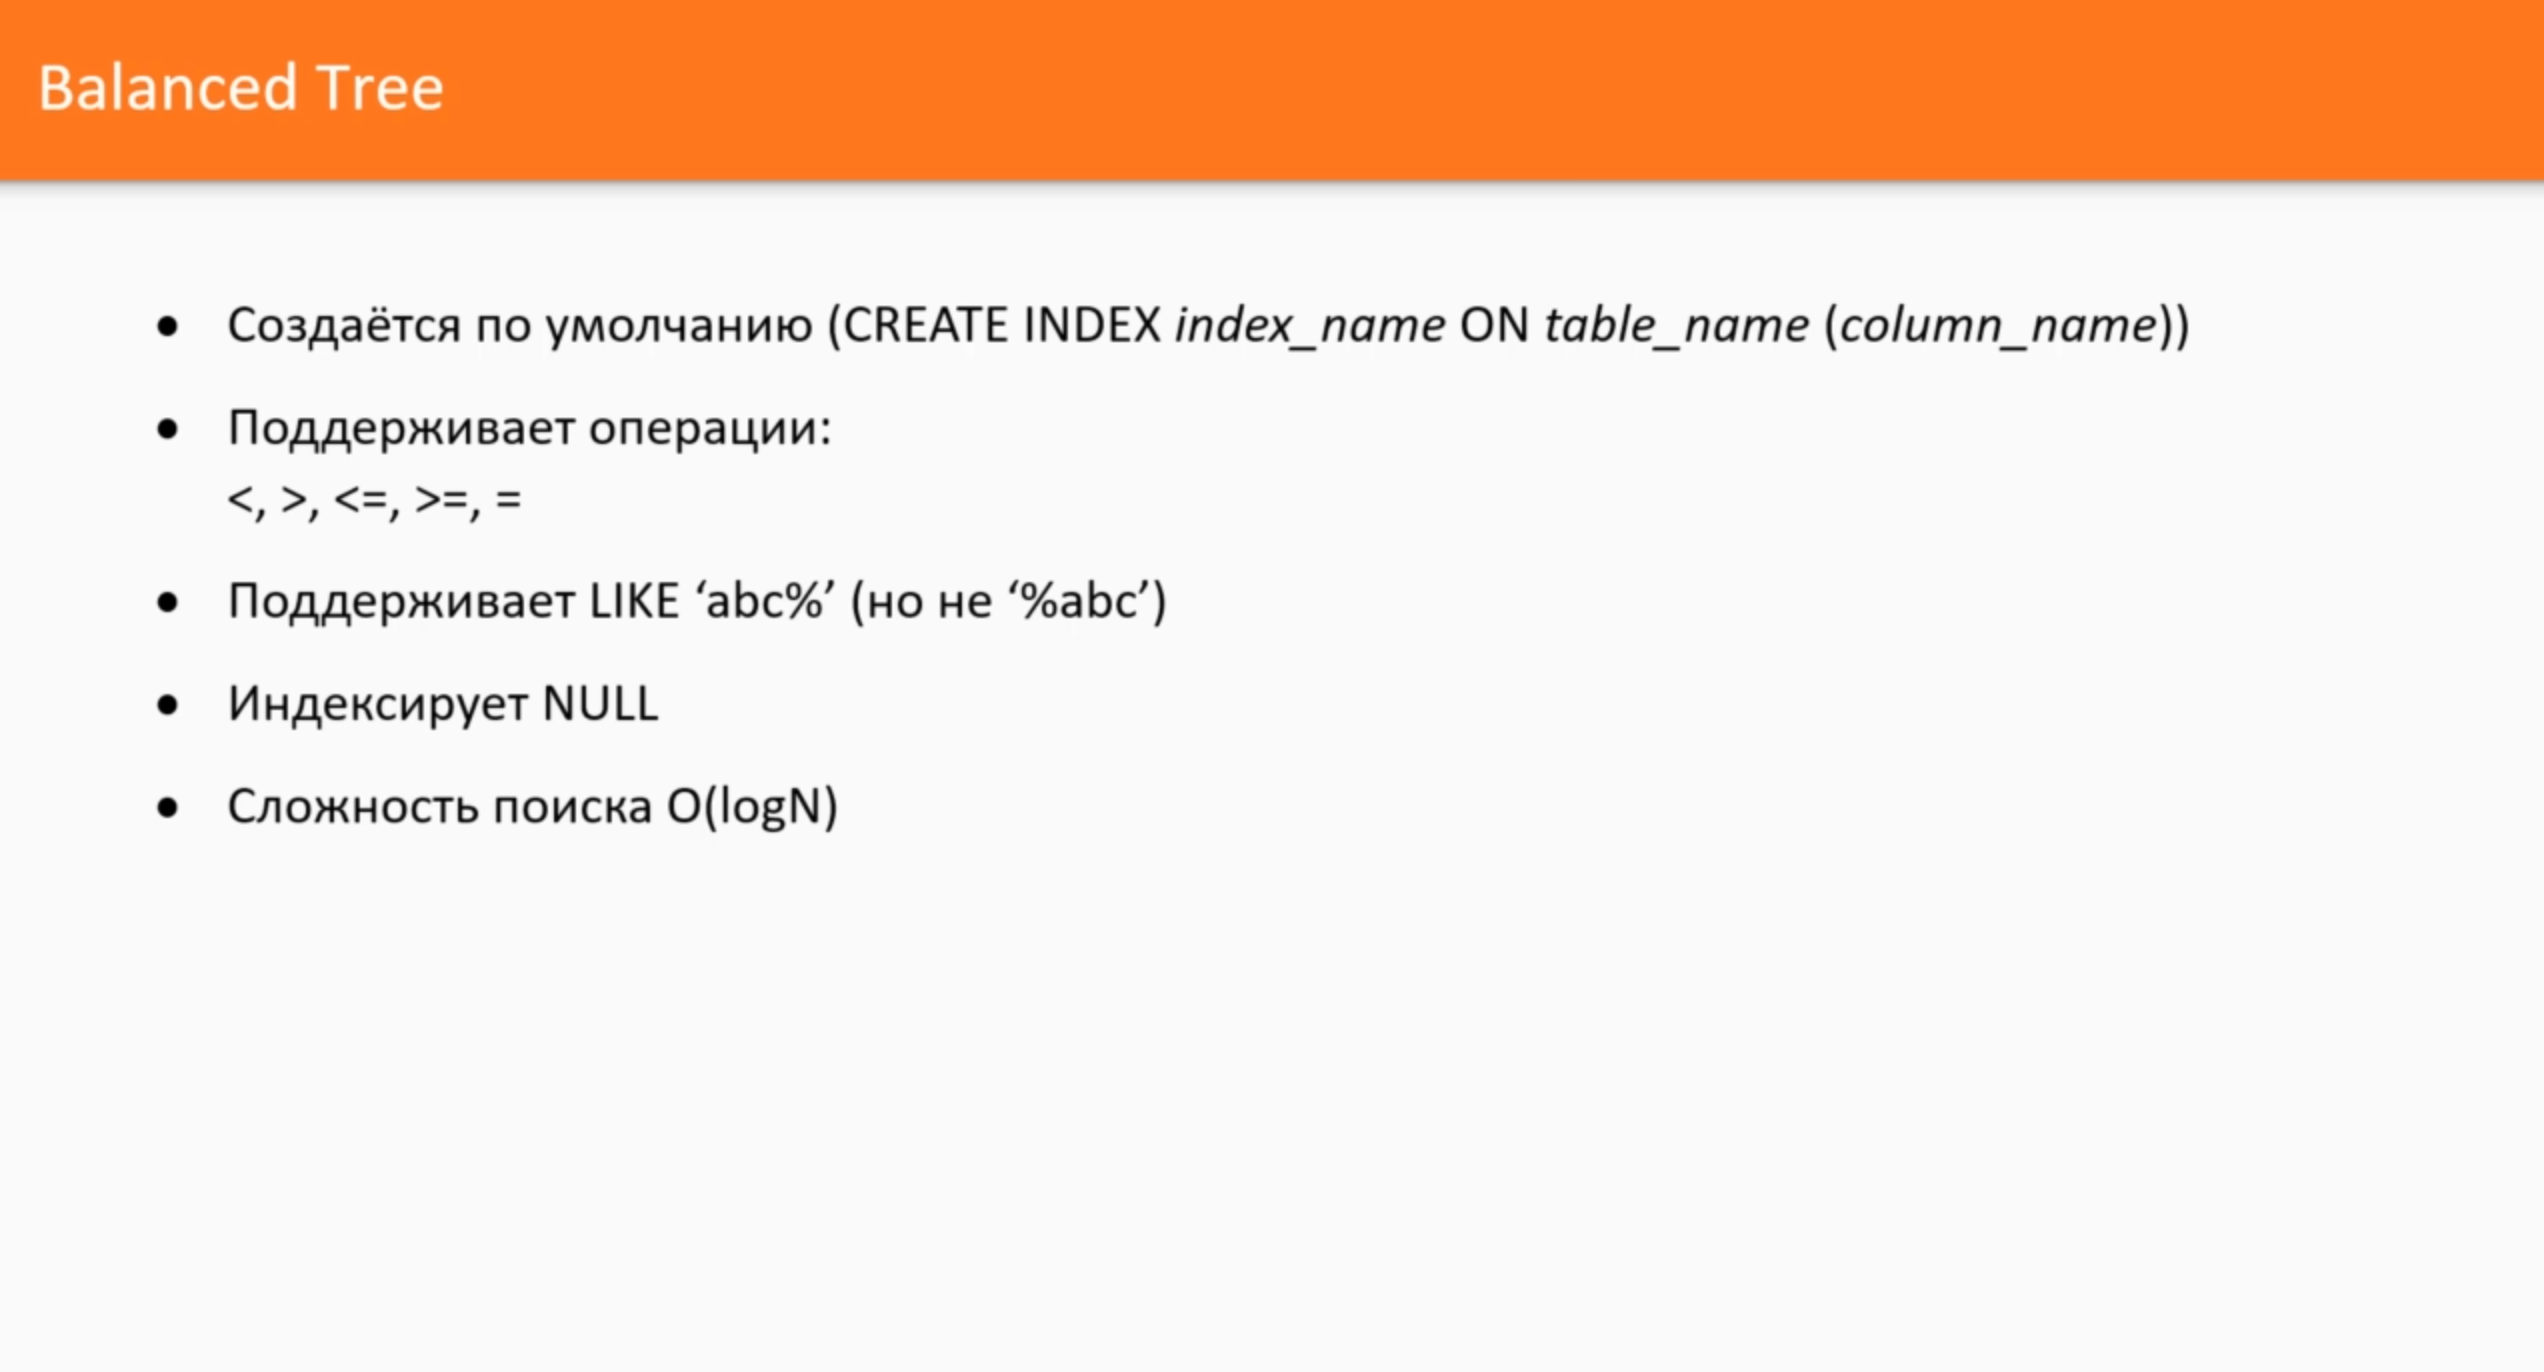 Balanced Tree
● Создаётся по умолчанию (CREATE INDEX index_name ON table_name (column_name))
● Поддерживает операции:
<, >, <=, >=, =
● Поддерживает LIKE ‘abc%’ (но не ‘%abc’)
● Индексирует NULL
● Сложность поиска O(logN)